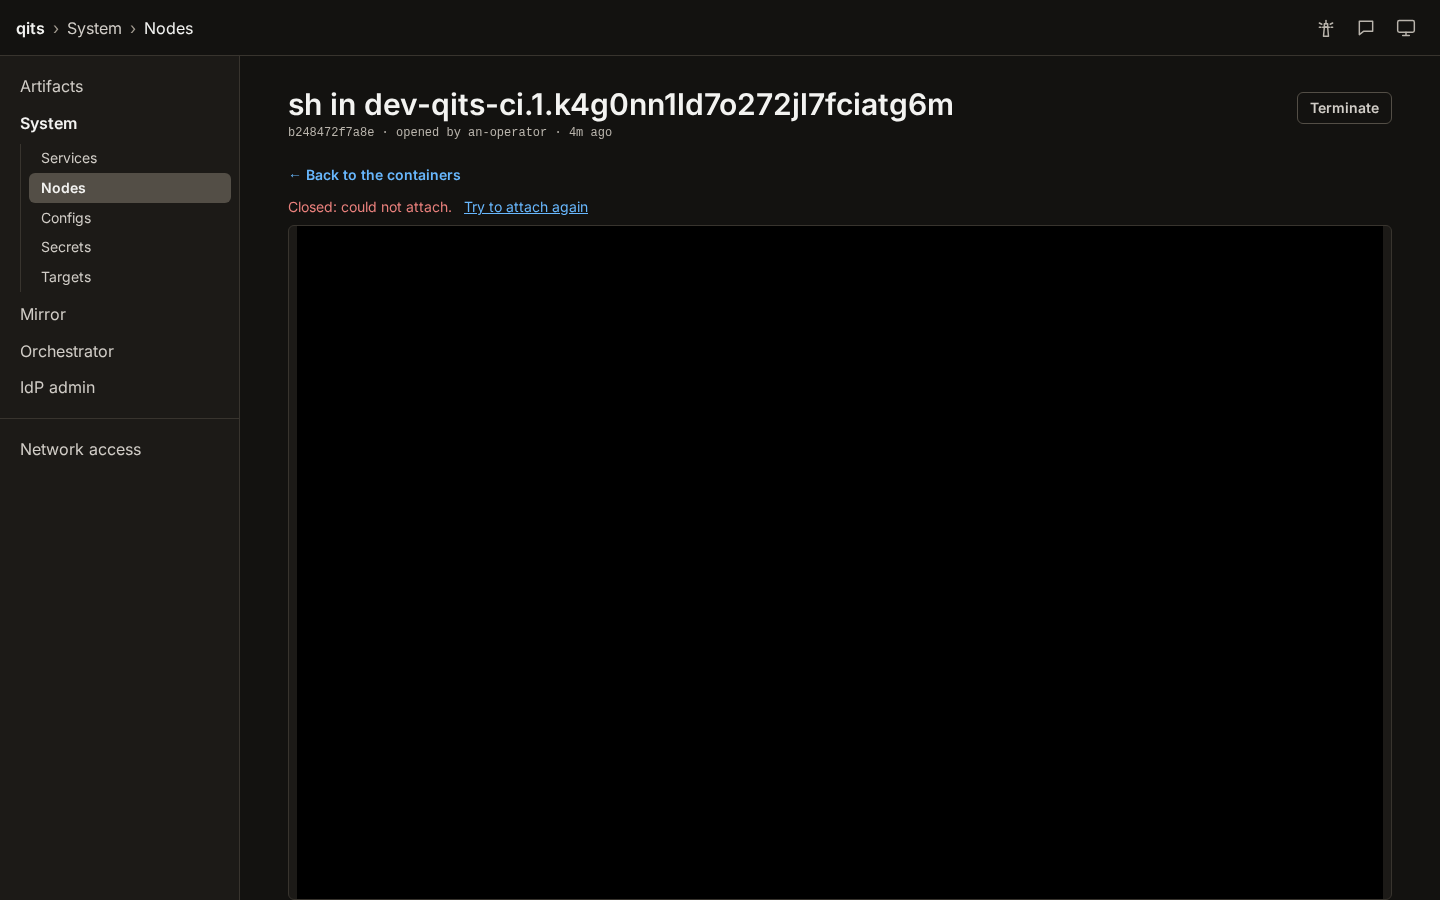 qits › System › Nodes
Artifacts
System
Services
Nodes
Configs
Secrets
Targets
Mirror
Orchestrator
IdP admin
Network access
sh in dev-qits-ci.1.k4g0nn1ld7o272jl7fciatg6m
Terminate
b248472f7a8e · opened by an-operator · 4m ago
← Back to the containers
Closed: could not attach. Try to attach again